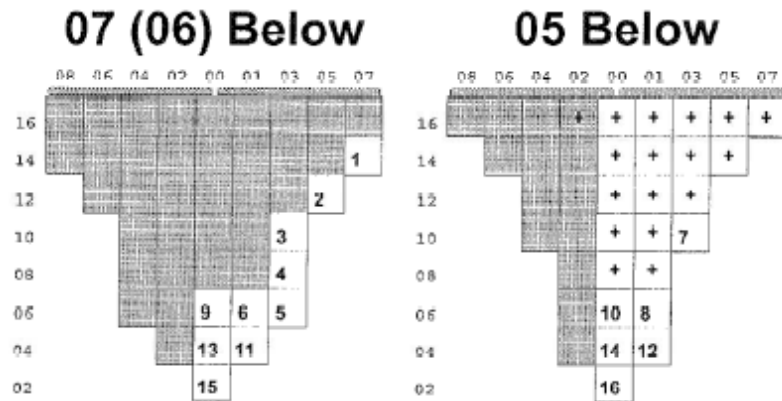 07 (06) Below 05 Below
08 06 04 02 00 01 03 05 07 08 06 04 02 00 01 03 05 07
16 16 + + + + + +
14 1 14 + + + +
12 2 12 + + +
10 3 10 + + 7
08 4 08 + +
06 9 6 5 06 10 8
04 13 11 04 14 12
02 15 02 16